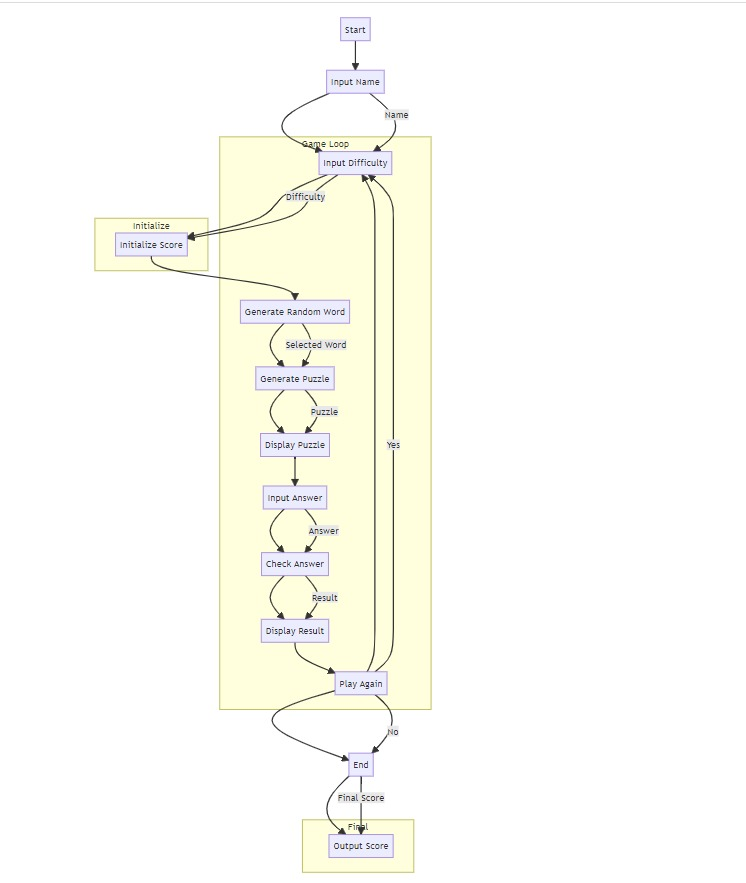 Start
Input Name
Name
Game Loop
Input Difficulty
Difficulty
Initialize
Initialize Score
Generate Random Word
Selected Word
Generate Puzzle
Puzzle
Display Puzzle
Yes
Input Answer
Answer
Check Answer
Result
Display Result
Play Again
No
End
Final Score
Final
Output Score